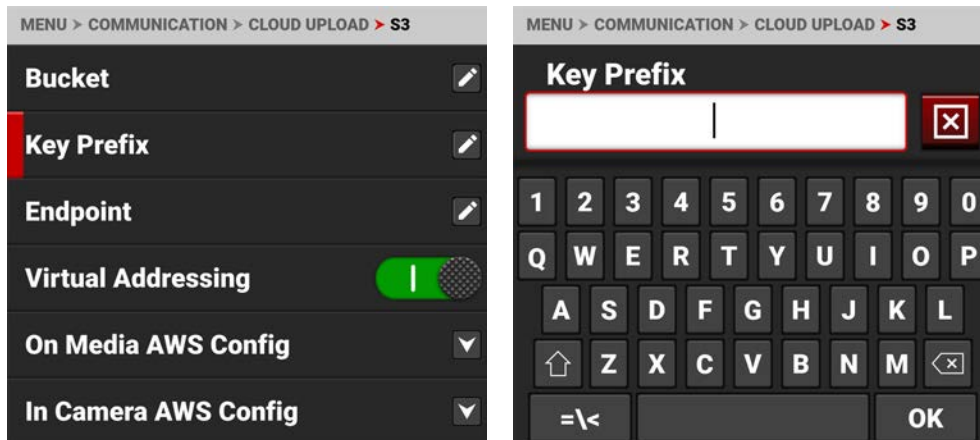 MENU > COMMUNICATION > CLOUD UPLOAD > S3
Bucket
Key Prefix
Endpoint
Virtual Addressing
On Media AWS Config
In Camera AWS Config
MENU > COMMUNICATION > CLOUD UPLOAD > S3
Key Prefix
1 2 3 4 5 6 7 8 9 0
Q W E R T Y U I O P
A S D F G H J K L
Z X C V B N M
=\< OK